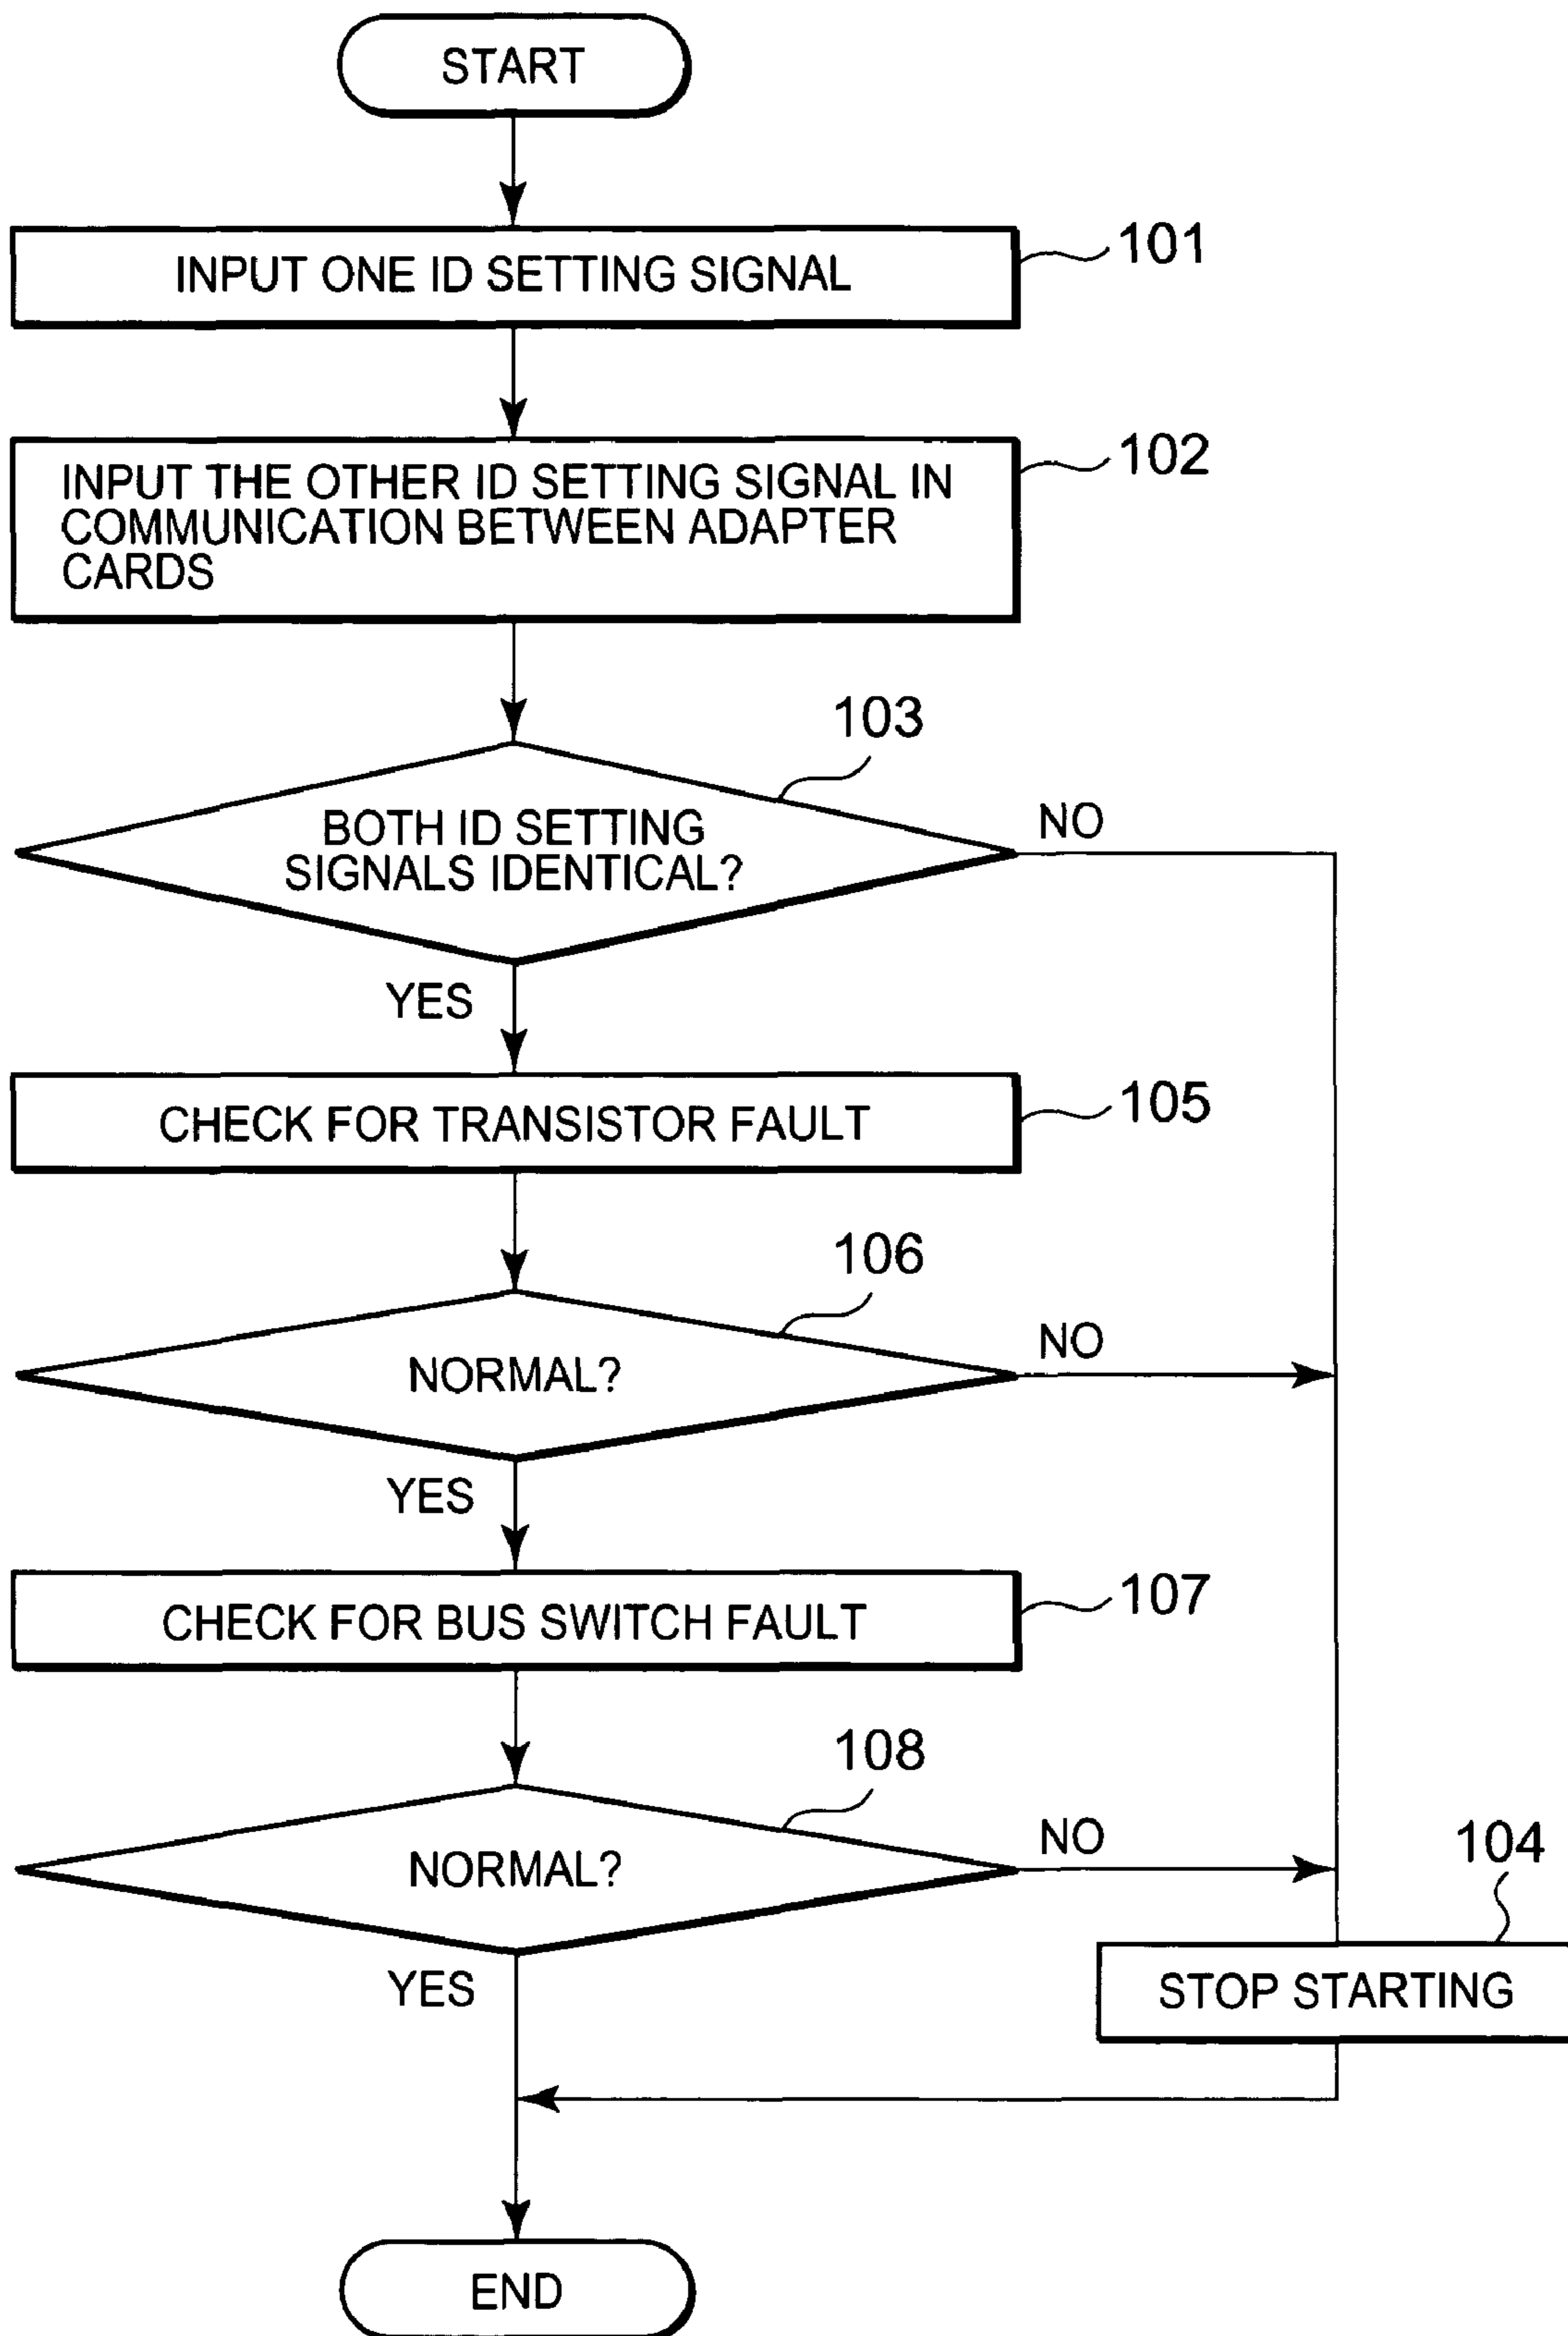 START
INPUT ONE ID SETTING SIGNAL
101
INPUT THE OTHER ID SETTING SIGNAL IN
COMMUNICATION BETWEEN ADAPTER
CARDS
102
103
BOTH ID SETTING
SIGNALS IDENTICAL?
NO
YES
CHECK FOR TRANSISTOR FAULT
105
106
NORMAL?
NO
YES
CHECK FOR BUS SWITCH FAULT
107
108
NORMAL?
NO
YES
104
STOP STARTING
END